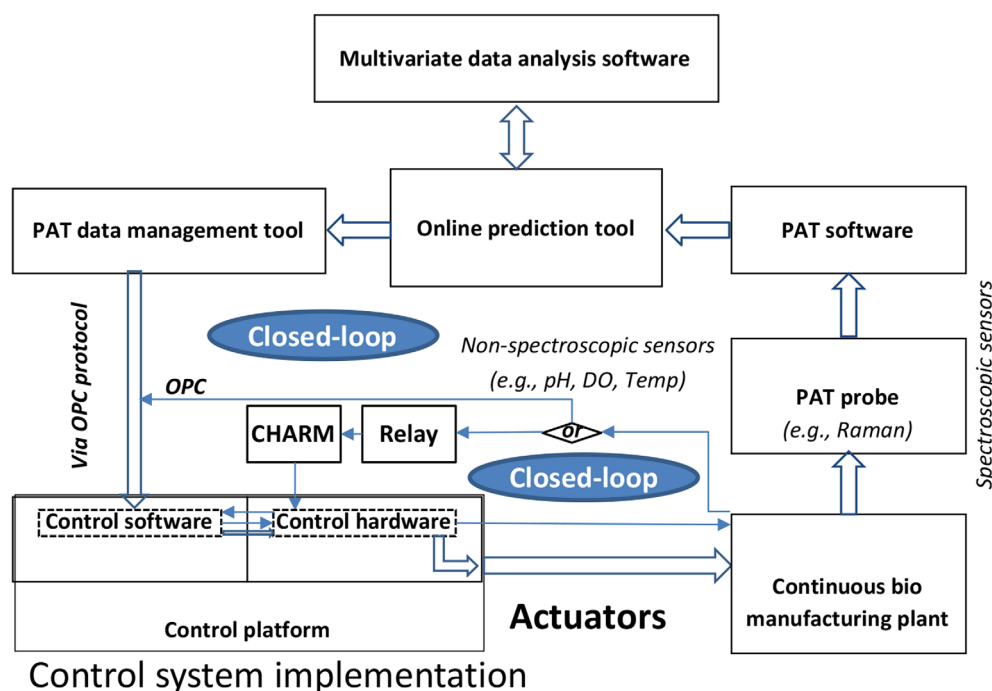 Multivariate data analysis software
PAT data management tool
Online prediction tool
PAT software
Closed-loop
Non-spectroscopic sensors
(e.g., pH, DO, Temp)
Via OPC protocol
OPC
PAT probe
(e.g., Raman)
Spectroscopic sensors
CHARM
Relay
or
Closed-loop
Control software
Control hardware
Continuous bio
manufacturing plant
Actuators
Control platform
Control system implementation